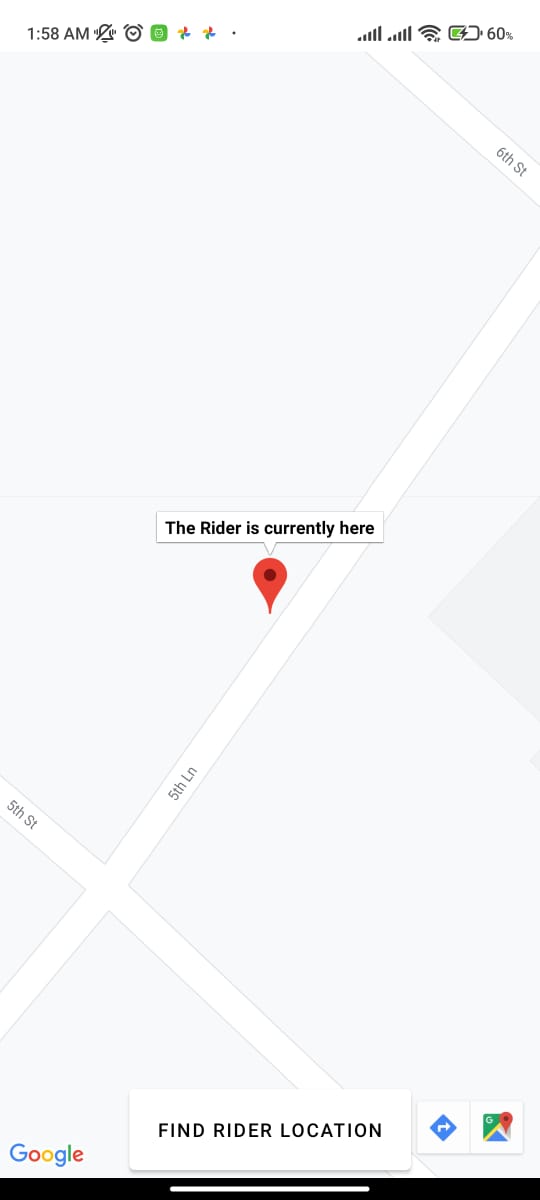 1:58 AM
60%
6th St
The Rider is currently here
5th Ln
5th St
FIND RIDER LOCATION
G
Google